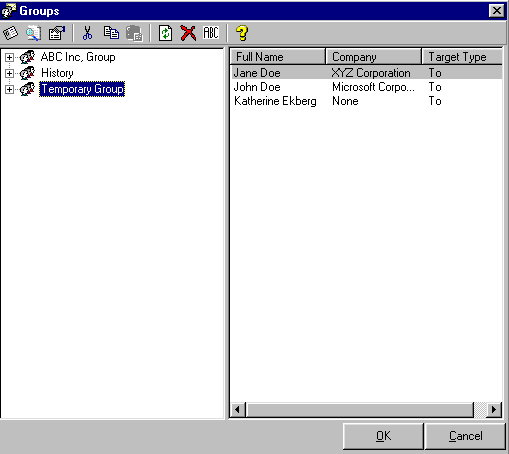 Groups
ABC
ABC Inc, Group
History
Temporary Group
Full Name Company Target Type
Jane Doe XYZ Corporation To
John Doe Microsoft Corpo... To
Katherine Ekberg None To
OK Cancel